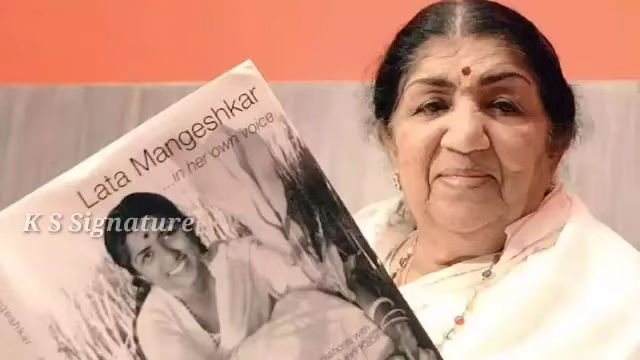 Lata Mangeshkar
...in her own voice
K S Signature